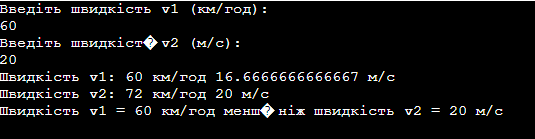 Введіть швидкість v1 (км/год):
60
Введіть швидкіст� v2 (м/с):
20
Швидкість v1: 60 км/год 16.6666666666667 м/с
Швидкість v2: 72 км/год 20 м/с
Швидкість v1 = 60 км/год менш� ніж швидкість v2 = 20 м/с